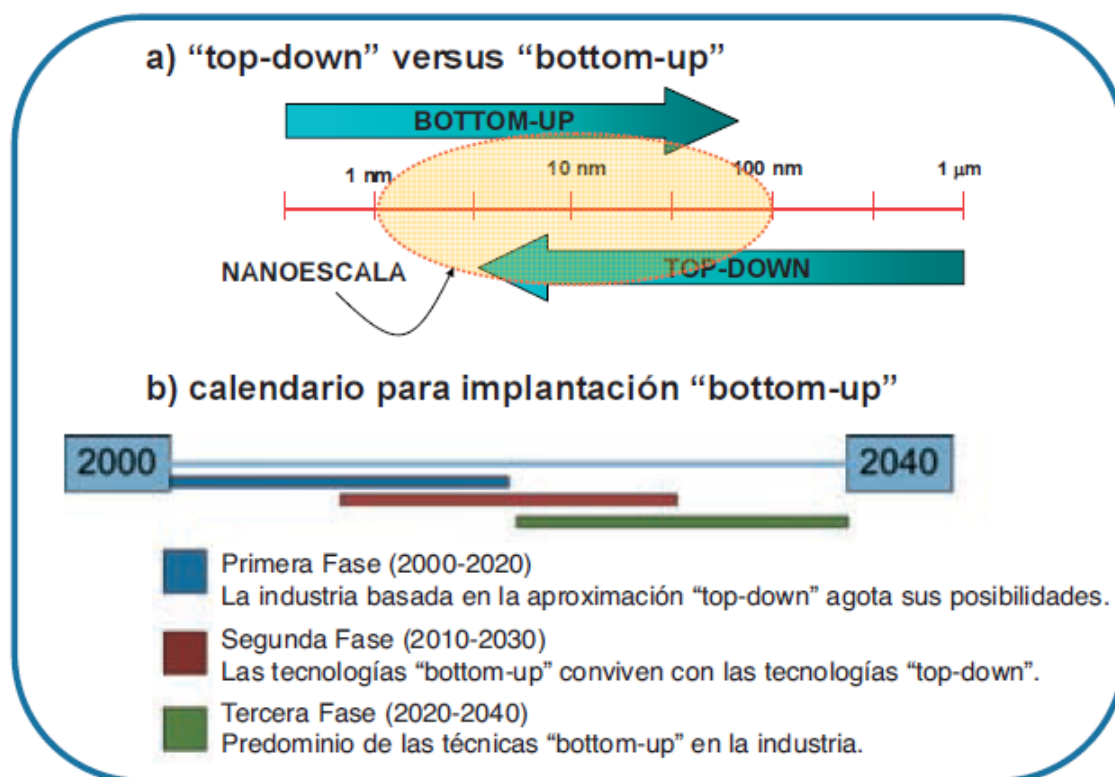 a) “top-down” versus “bottom-up”
BOTTOM-UP
1 nm 10 nm 100 nm 1 μm
NANOESCALA
TOP-DOWN
b) calendario para implantación “bottom-up”
2000 2040
Primera Fase (2000-2020)
La industria basada en la aproximación “top-down” agota sus posibilidades.
Segunda Fase (2010-2030)
Las tecnologías “bottom-up” conviven con las tecnologías “top-down”.
Tercera Fase (2020-2040)
Predominio de las técnicas “bottom-up” en la industria.